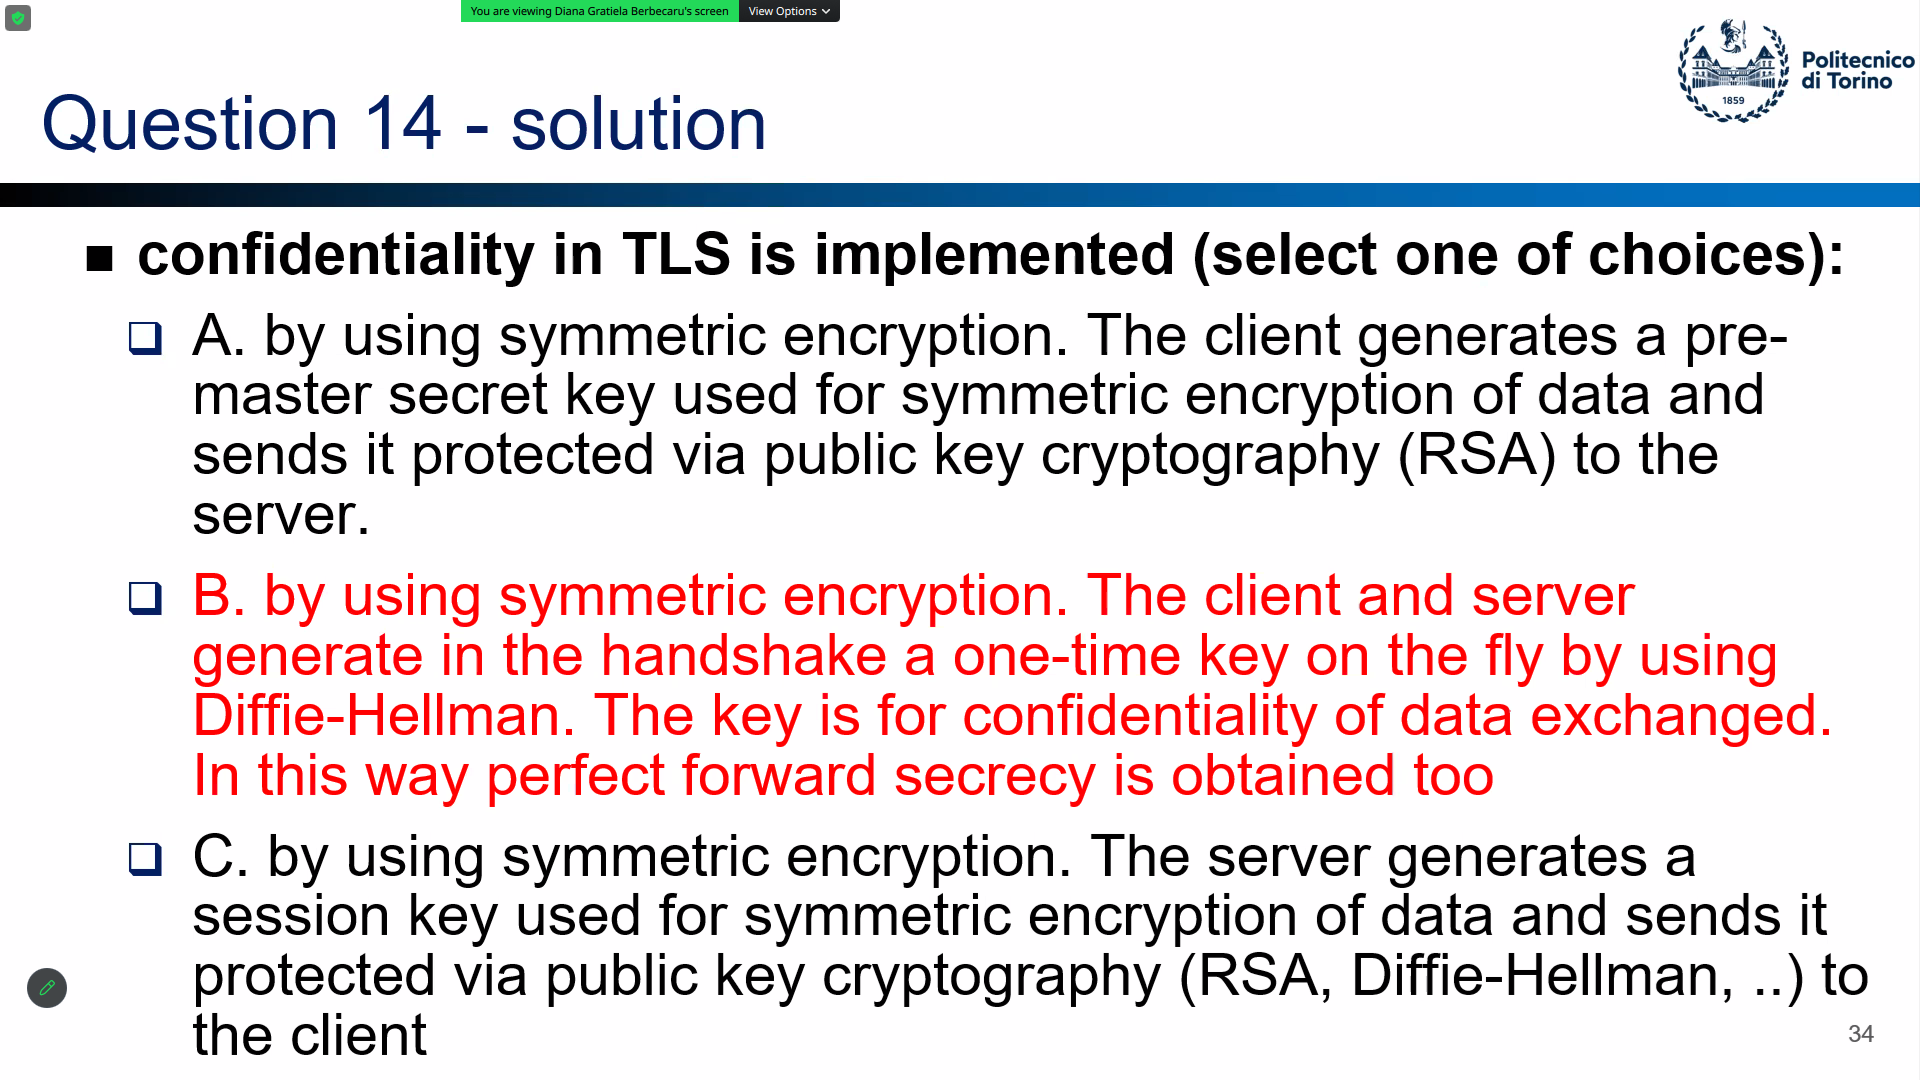 You are viewing Diana Gratiela Berbecaru's screen
View Options
Politecnico
di Torino
1859
Question 14 - solution
confidentiality in TLS is implemented (select one of choices):
A. by using symmetric encryption. The client generates a pre-
master secret key used for symmetric encryption of data and
sends it protected via public key cryptography (RSA) to the
server.
B. by using symmetric encryption. The client and server
generate in the handshake a one-time key on the fly by using
Diffie-Hellman. The key is for confidentiality of data exchanged.
In this way perfect forward secrecy is obtained too
C. by using symmetric encryption. The server generates a
session key used for symmetric encryption of data and sends it
protected via public key cryptography (RSA, Diffie-Hellman, ..) to
the client
34